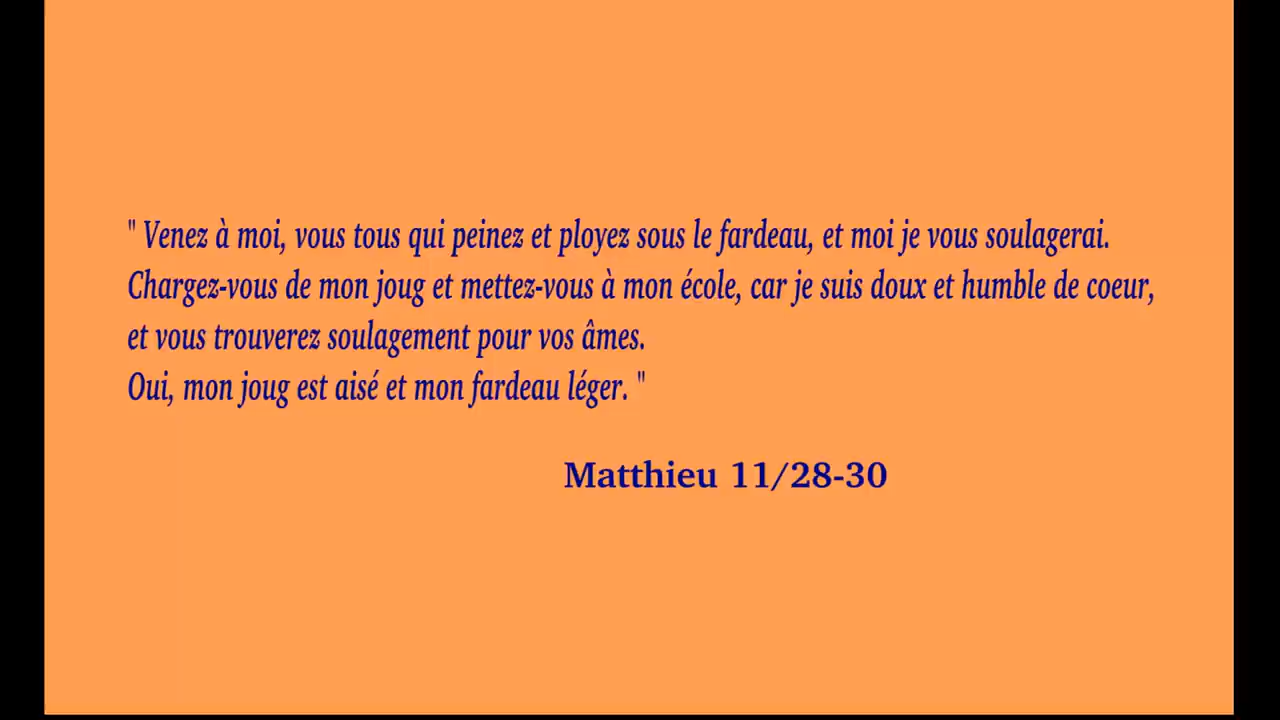 " Venez à moi, vous tous qui peinez et ployez sous le fardeau, et moi je vous soulagerai.
Chargez-vous de mon joug et mettez-vous à mon école, car je suis doux et humble de coeur,
et vous trouverez soulagement pour vos âmes.
Oui, mon joug est aisé et mon fardeau léger. "
Matthieu 11/28-30